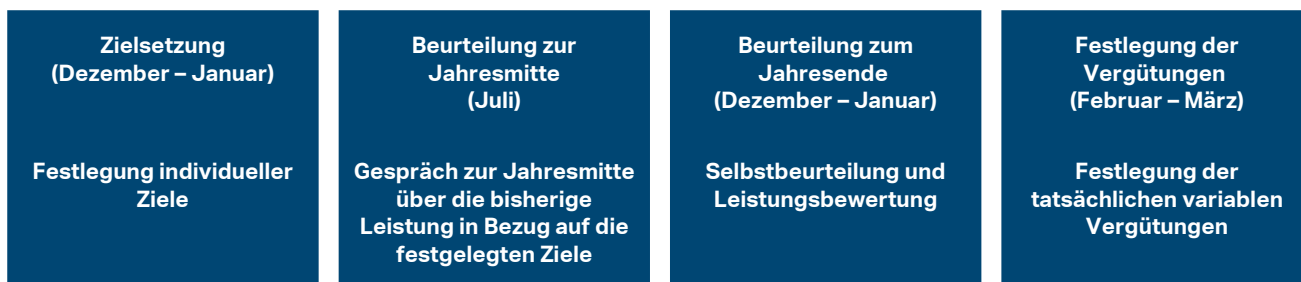 Zielsetzung
(Dezember – Januar)
Festlegung individueller
Ziele
Beurteilung zur
Jahresmitte
(Juli)
Gespräch zur Jahresmitte
über die bisherige
Leistung in Bezug auf die
festgelegten Ziele
Beurteilung zum
Jahresende
(Dezember – Januar)
Selbstbeurteilung und
Leistungsbewertung
Festlegung der
Vergütungen
(Februar – März)
Festlegung der
tatsächlichen variablen
Vergütungen